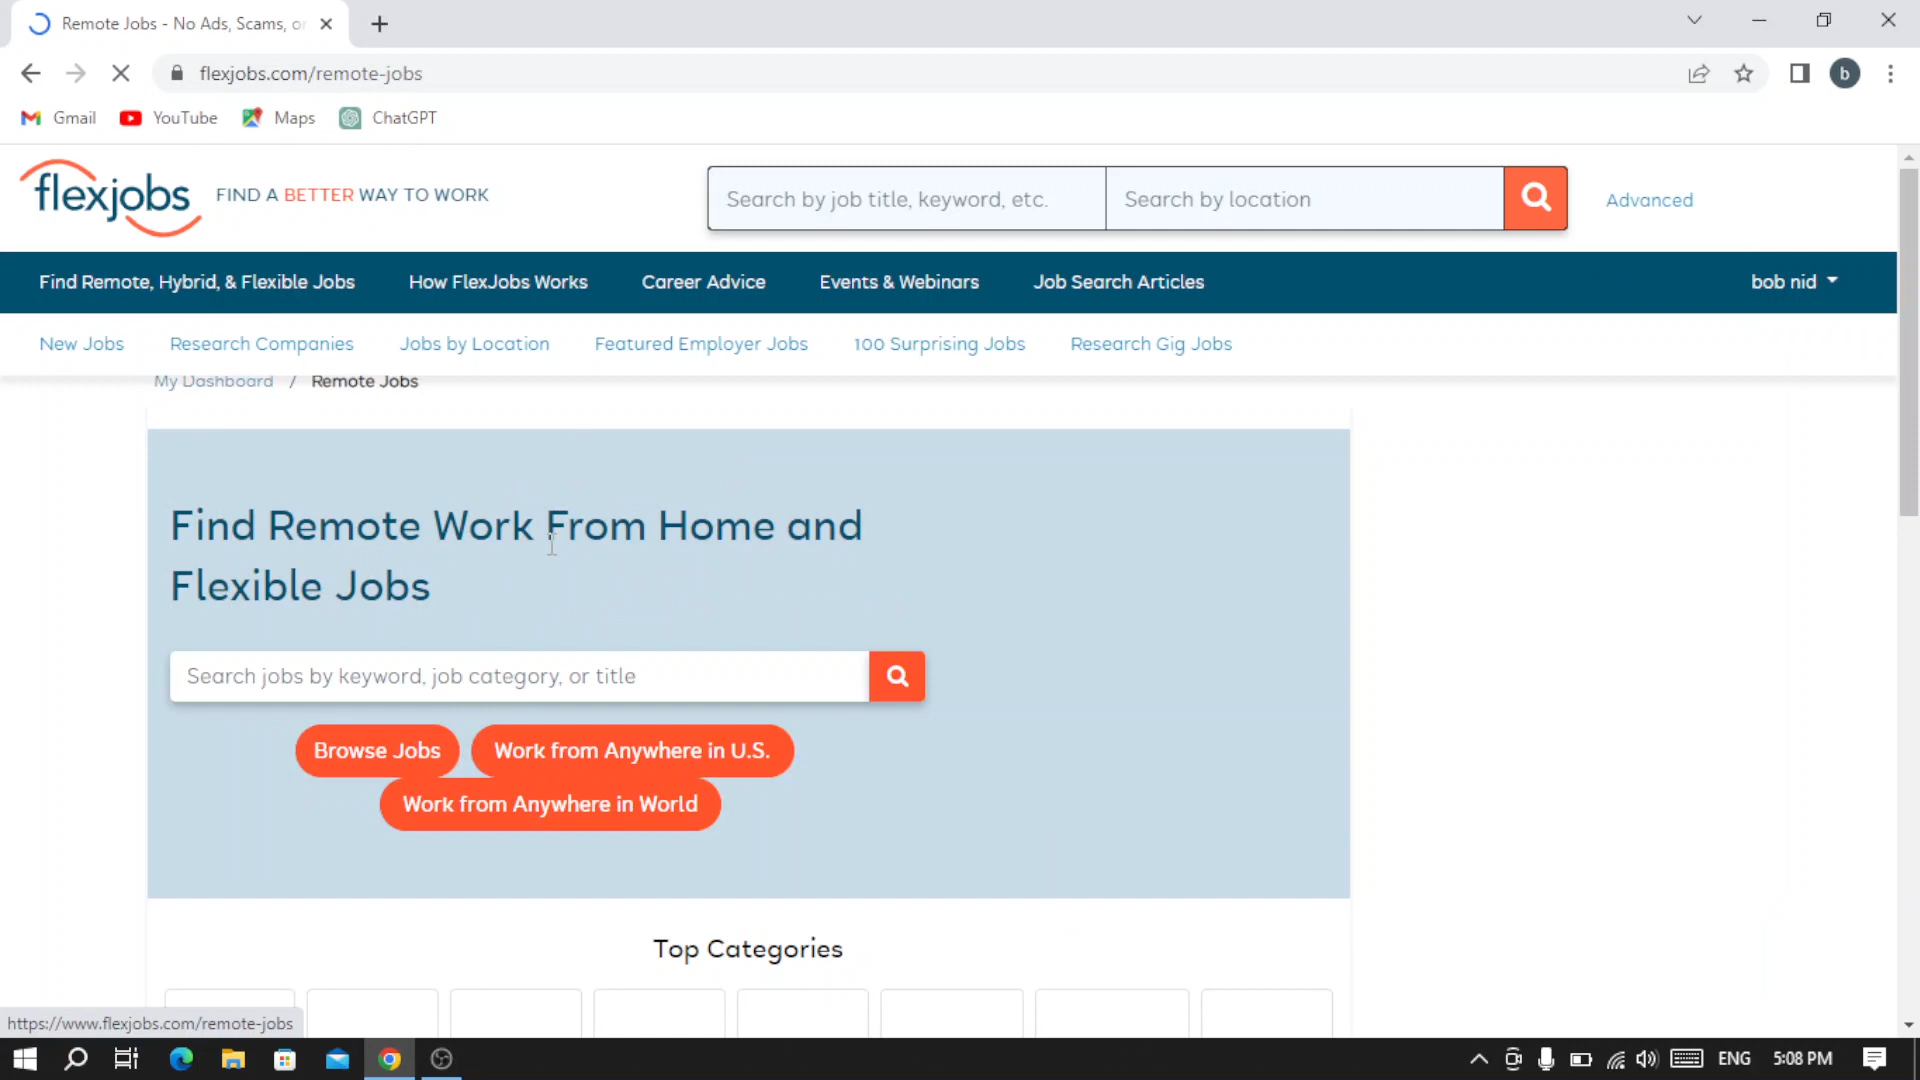 Remote Jobs - No Ads, Scams, or
flexjobs.com/remote-jobs
b
Gmail
YouTube
Maps
ChatGPT
flexjobs
FIND A BETTER WAY TO WORK
Search by job title, keyword, etc.
Search by location
Advanced
Find Remote, Hybrid, & Flexible Jobs
How FlexJobs Works
Career Advice
Events & Webinars
Job Search Articles
bob nid
New Jobs
Research Companies
Jobs by Location
Featured Employer Jobs
100 Surprising Jobs
Research Gig Jobs
My Dashboard / Remote Jobs
Find Remote Work From Home and
Flexible Jobs
Search jobs by keyword, job category, or title
Browse Jobs
Work from Anywhere in U.S.
Work from Anywhere in World
Top Categories
https://www.flexjobs.com/remote-jobs
ENG
5:08 PM